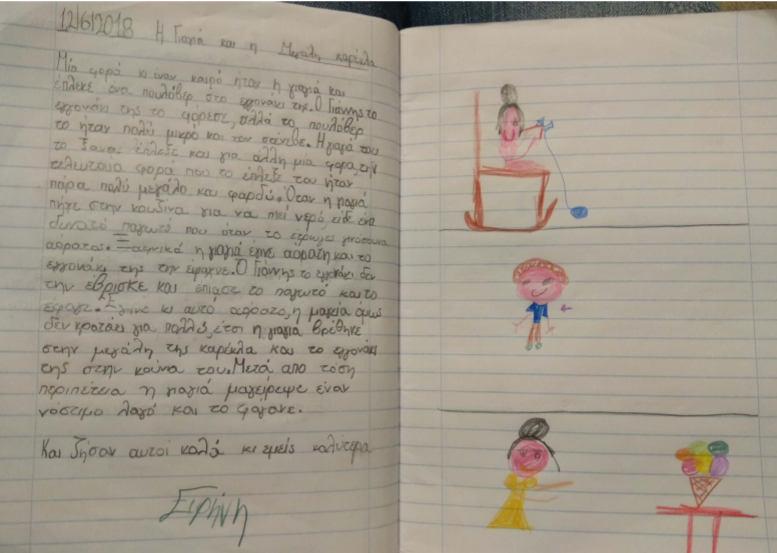 12/6/2018 Η Γιαγιά και η Μεγάλη καρέκλα
Μία φορά κι έναν καιρό ήταν η γιαγιά και
έπλεκε ένα πουλόβερ στο εγγονάκι της. Ο Γιάννης το
εγγονάκι της το φόρεσε, αλλά το πουλόβερ
το ήταν πολύ μικρό και τον στένευε. Η γιαγιά του
το ξανα έπλεξε και για άλλη μια φορα, την
τελευταία φορά που το έπλεξε του ήταν
πάρα πολύ μεγάλο και φαρδύ. Όταν η γιαγιά
πήγε στην κουζίνα για να πιεί νερό, είδε ένα
δυνατό παγωτό που όταν το έτρωγες γινόσουνα
αόρατος. Ξαφνικά η γιαγιά έγινε αόρατη και το
εγγονάκι της την έψαχνε. Ο Γιάννης το εγγονάκι δεν
την έβρισκε και έπιασε το παγωτό και το
έφαγε. Έγινε κι αυτό αόρατο, η μαγεία όμως
δεν κρατάει για πολύ, έτσι η γιαγιά βρέθηκε
στην μεγάλη της καρέκλα και το εγγονάκι
της στην κούνια του. Μετά απο τόση
περιπέτεια η γιαγιά μαγείρεψε έναν
νόστιμο λαγό και το φάγανε.
Και ζήσαν αυτοί καλά κι εμείς καλύτερα
Ειρήνη